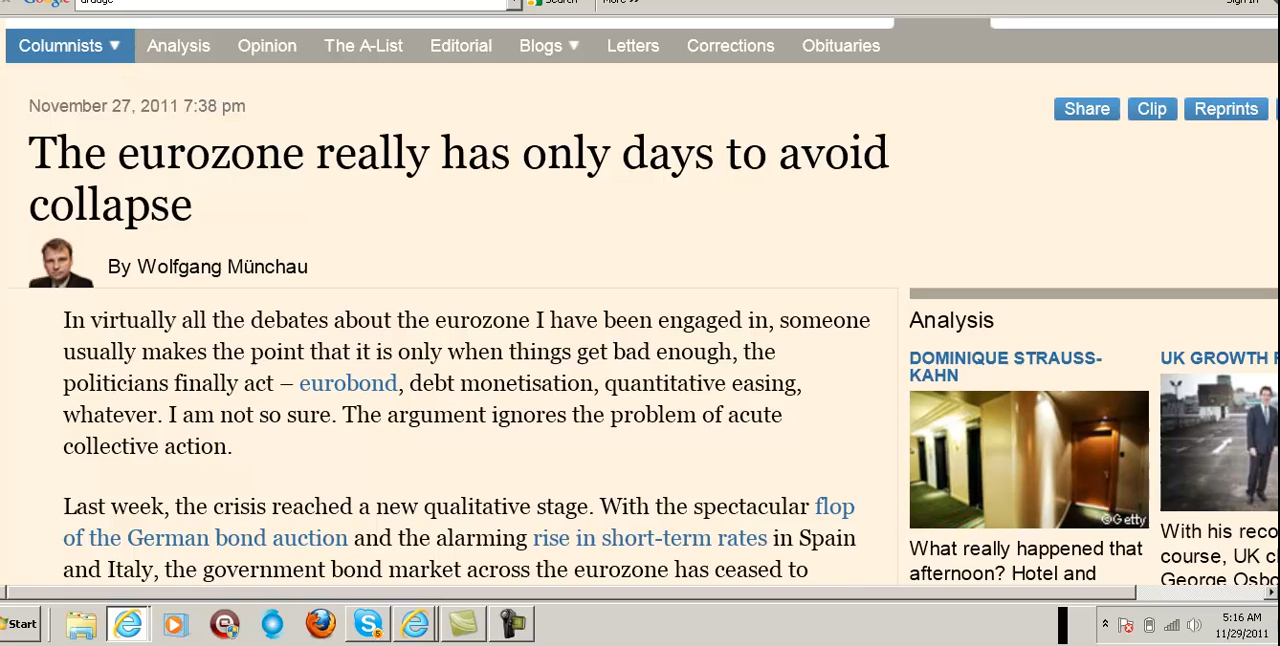 Google
Search
More >>
Sign In
Columnists ▼ Analysis Opinion The A-List Editorial Blogs ▼ Letters Corrections Obituaries
November 27, 2011 7:38 pm
Share Clip Reprints
The eurozone really has only days to avoid
collapse
By Wolfgang Münchau
In virtually all the debates about the eurozone I have been engaged in, someone
usually makes the point that it is only when things get bad enough, the
politicians finally act – eurobond, debt monetisation, quantitative easing,
whatever. I am not so sure. The argument ignores the problem of acute
collective action.
Last week, the crisis reached a new qualitative stage. With the spectacular flop
of the German bond auction and the alarming rise in short-term rates in Spain
and Italy, the government bond market across the eurozone has ceased to
Analysis
DOMINIQUE STRAUSS-
KAHN
©Getty
What really happened that
afternoon? Hotel and
UK GROWTH
With his reco
course, UK c
George Osbo
Start
5:16 AM
11/29/2011